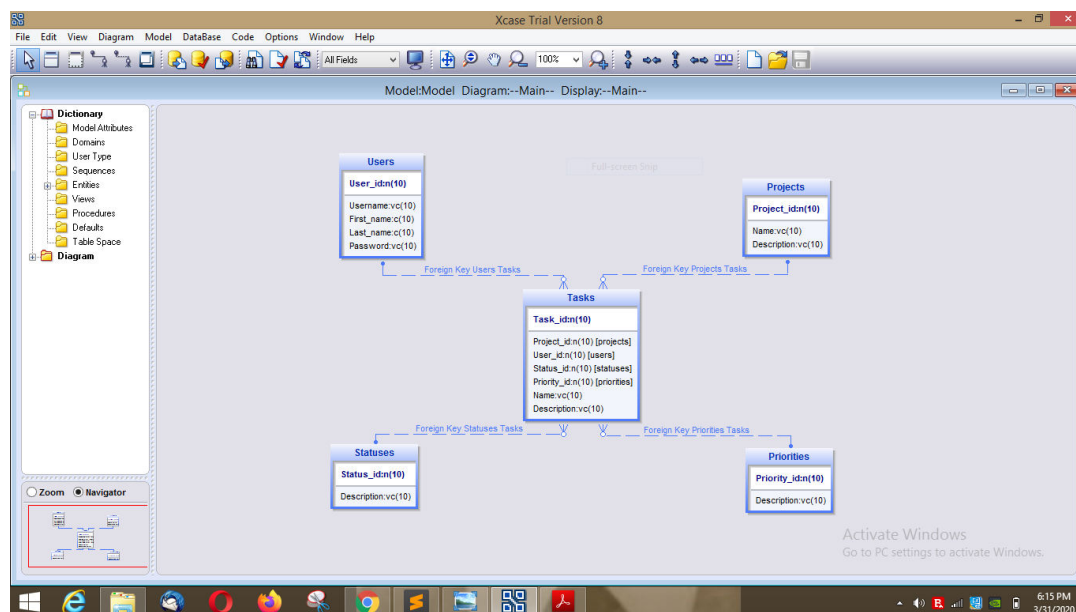 Xcase Trial Version 8
File Edit View Diagram Model DataBase Code Options Window Help
All Fields 100%
Model:Model Diagram:--Main-- Display:--Main--
Dictionary
Model Attributes
Domains
User Type
Sequences
Entities
Views
Procedures
Defaults
Table Space
Diagram
Zoom Navigator
Full-screen Snip
Users
User_id:n(10)
Username:vc(10)
First_name:c(10)
Last_name:c(10)
Password:vc(10)
Projects
Project_id:n(10)
Name:vc(10)
Description:vc(10)
Foreign Key Users Tasks
Foreign Key Projects Tasks
Tasks
Task_id:n(10)
Project_id:n(10) [projects]
User_id:n(10) [users]
Status_id:n(10) [statuses]
Priority_id:n(10) [priorities]
Name:vc(10)
Description:vc(10)
Foreign Key Statuses Tasks
Foreign Key Priorities Tasks
Statuses
Status_id:n(10)
Description:vc(10)
Priorities
Priority_id:n(10)
Description:vc(10)
Activate Windows
Go to PC settings to activate Windows.
6:15 PM
3/31/2020